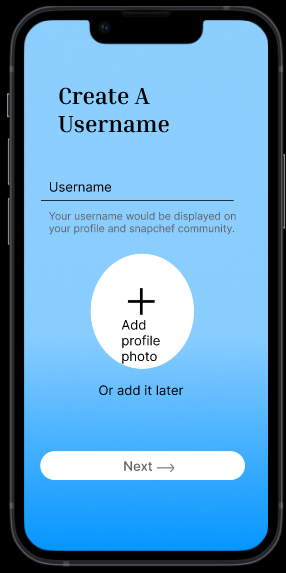 Create A
Username
Username
Your username would be displayed on
your profile and snapchef community.
Add
profile
photo
Or add it later
Next